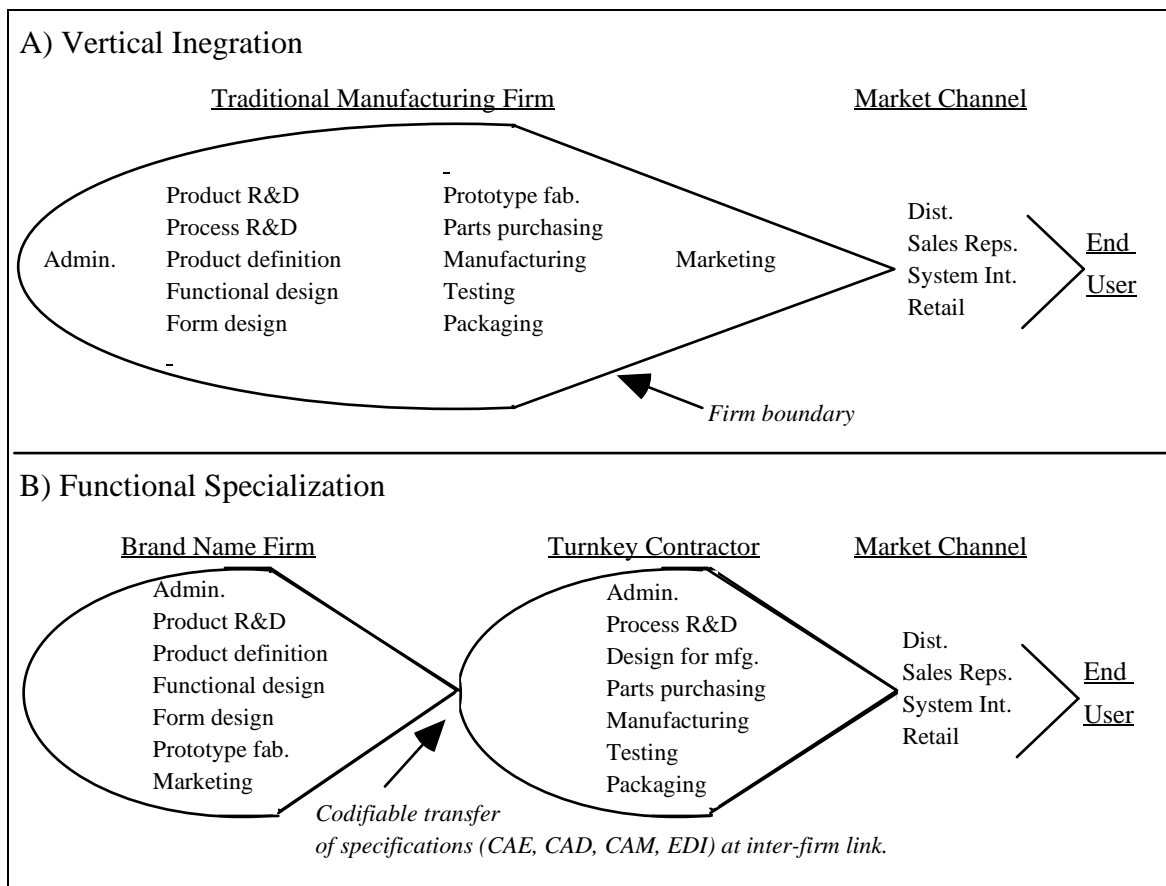 A) Vertical Inegration
Traditional Manufacturing Firm
Market Channel
Admin.
Product R&D
Process R&D
Product definition
Functional design
Form design
Prototype fab.
Parts purchasing
Manufacturing
Testing
Packaging
Marketing
Dist.
Sales Reps.
System Int.
Retail
End
User
Firm boundary
B) Functional Specialization
Brand Name Firm
Turnkey Contractor
Market Channel
Admin.
Product R&D
Product definition
Functional design
Form design
Prototype fab.
Marketing
Admin.
Process R&D
Design for mfg.
Parts purchasing
Manufacturing
Testing
Packaging
Dist.
Sales Reps.
System Int.
Retail
End
User
Codifiable transfer
of specifications (CAE, CAD, CAM, EDI) at inter-firm link.